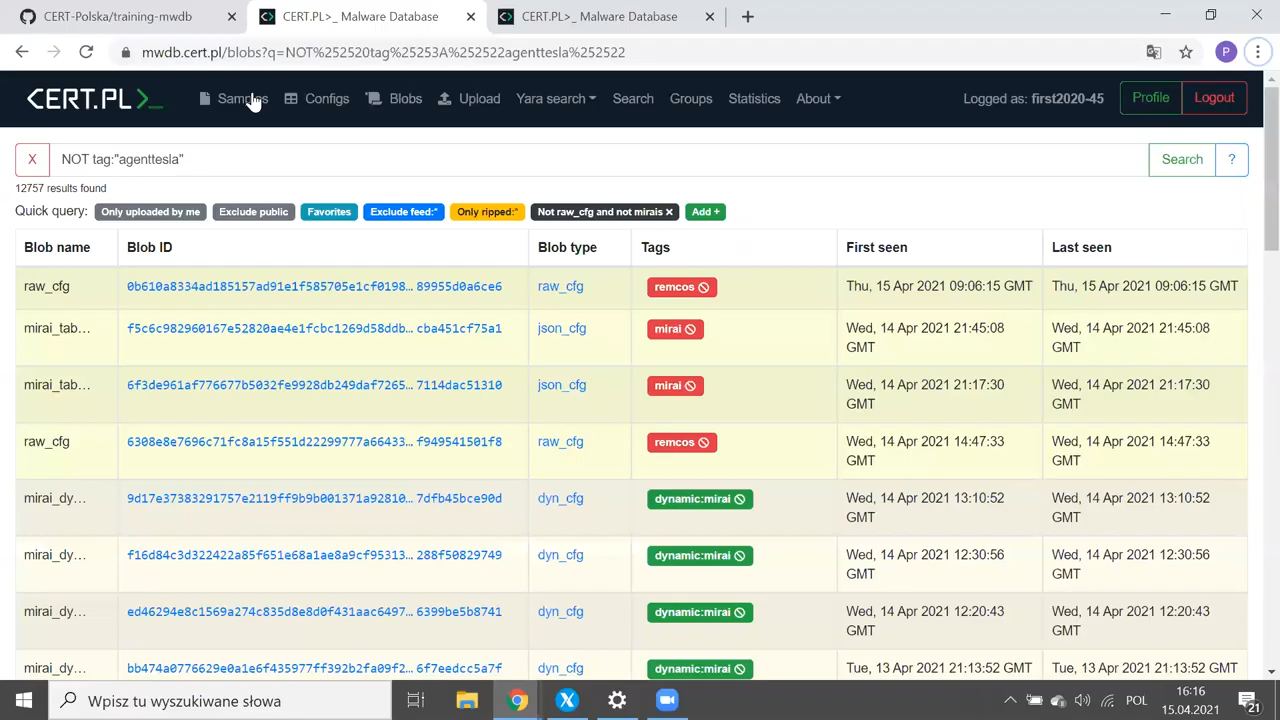 CERT-Polska/training-mwdb
CERT.PL>_ Malware Database
CERT.PL>_ Malware Database
mwdb.cert.pl/blobs?q=NOT%252520tag%25253A%252522agenttesla%252522
P
CERT.PL>_
Samples
Configs
Blobs
Upload
Yara search
Search
Groups
Statistics
About
Logged as: first2020-45
Profile
Logout
X
NOT tag:"agenttesla"
Search
?
12757 results found
Quick query: Only uploaded by me Exclude public Favorites Exclude feed:* Only ripped:* Not raw_cfg and not mirais × Add +
Blob name Blob ID Blob type Tags First seen Last seen
raw_cfg 0b610a8334ad185157ad91e1f585705e1cf0198… 89955d0a6ce6 raw_cfg remcos Thu, 15 Apr 2021 09:06:15 GMT Thu, 15 Apr 2021 09:06:15 GMT
mirai_tab… f5c6c982960167e52820ae4e1fcbc1269d58ddb… cba451cf75a1 json_cfg mirai Wed, 14 Apr 2021 21:45:08 Wed, 14 Apr 2021 21:45:08
GMT GMT
mirai_tab… 6f3de961af776677b5032fe9928db249daf7265… 7114dac51310 json_cfg mirai Wed, 14 Apr 2021 21:17:30 Wed, 14 Apr 2021 21:17:30
GMT GMT
raw_cfg 6308e8e7696c71fc8a15f551d22299777a66433… f949541501f8 raw_cfg remcos Wed, 14 Apr 2021 14:47:33 Wed, 14 Apr 2021 14:47:33
GMT GMT
mirai_dy… 9d17e37383291757e2119ff9b9b001371a92810… 7dfb45bce90d dyn_cfg dynamic:mirai Wed, 14 Apr 2021 13:10:52 Wed, 14 Apr 2021 13:10:52
GMT GMT
mirai_dy… f16d84c3d322422a85f651e68a1ae8a9cf95313… 288f50829749 dyn_cfg dynamic:mirai Wed, 14 Apr 2021 12:30:56 Wed, 14 Apr 2021 12:30:56
GMT GMT
mirai_dy… ed46294e8c1569a274c835d8e8d0f431aac6497… 6399be5b8741 dyn_cfg dynamic:mirai Wed, 14 Apr 2021 12:20:43 Wed, 14 Apr 2021 12:20:43
GMT GMT
mirai_dy… bb474a0776629e0a1e6f435977ff392b2fa09f2… 6f7eedcc5a7f dyn_cfg dynamic:mirai Tue, 13 Apr 2021 21:13:52 GMT Tue, 13 Apr 2021 21:13:52 GMT
Wpisz tu wyszukiwane słowa
POL
16:16
15.04.2021
21